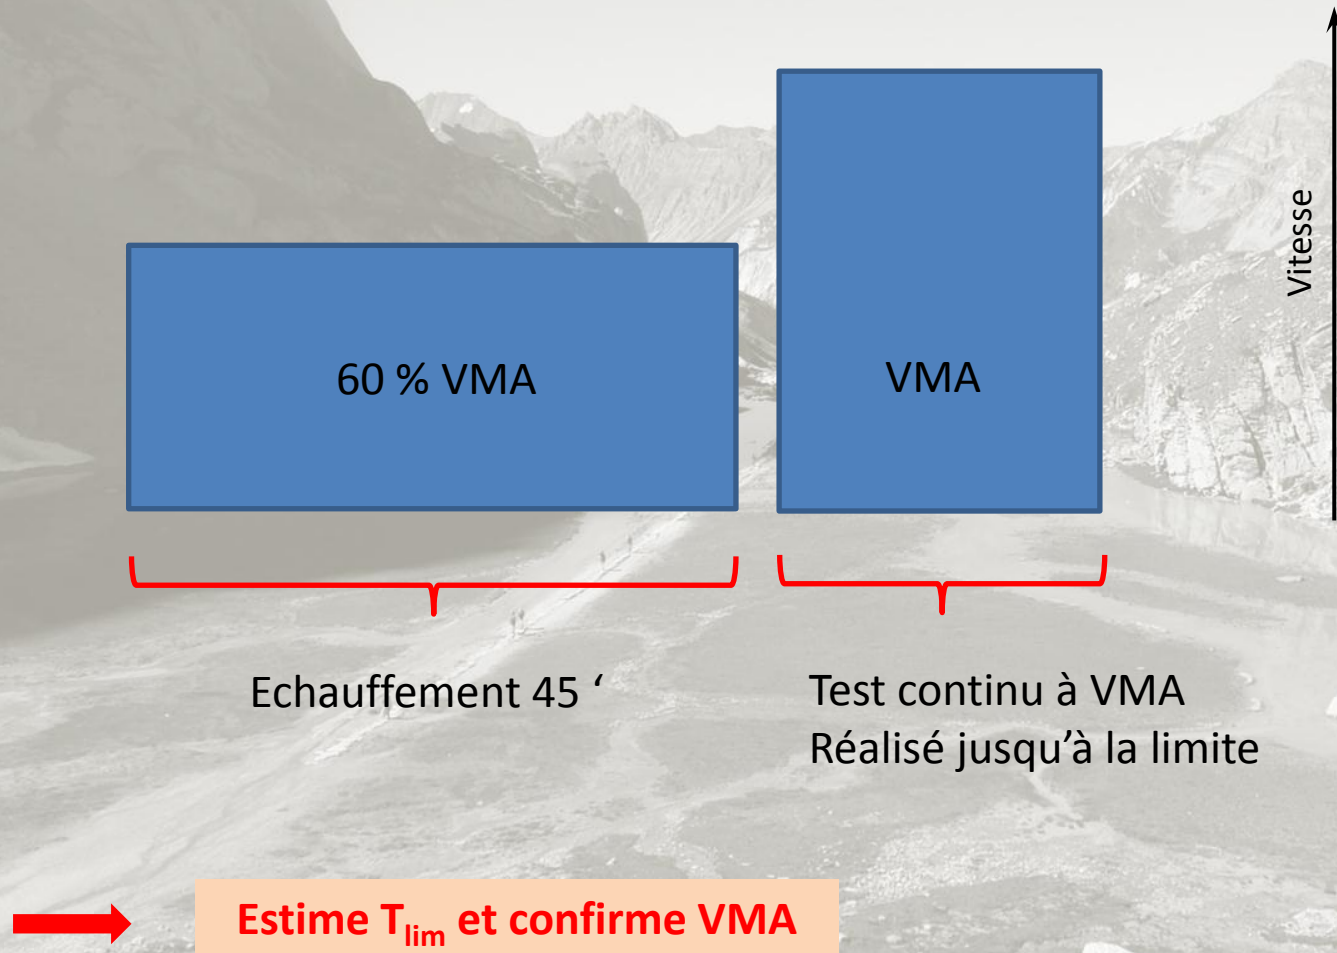 Vitesse
60 % VMA
VMA
Echauffement 45 ‘
Test continu à VMA
Réalisé jusqu’à la limite
Estime Tlim et confirme VMA